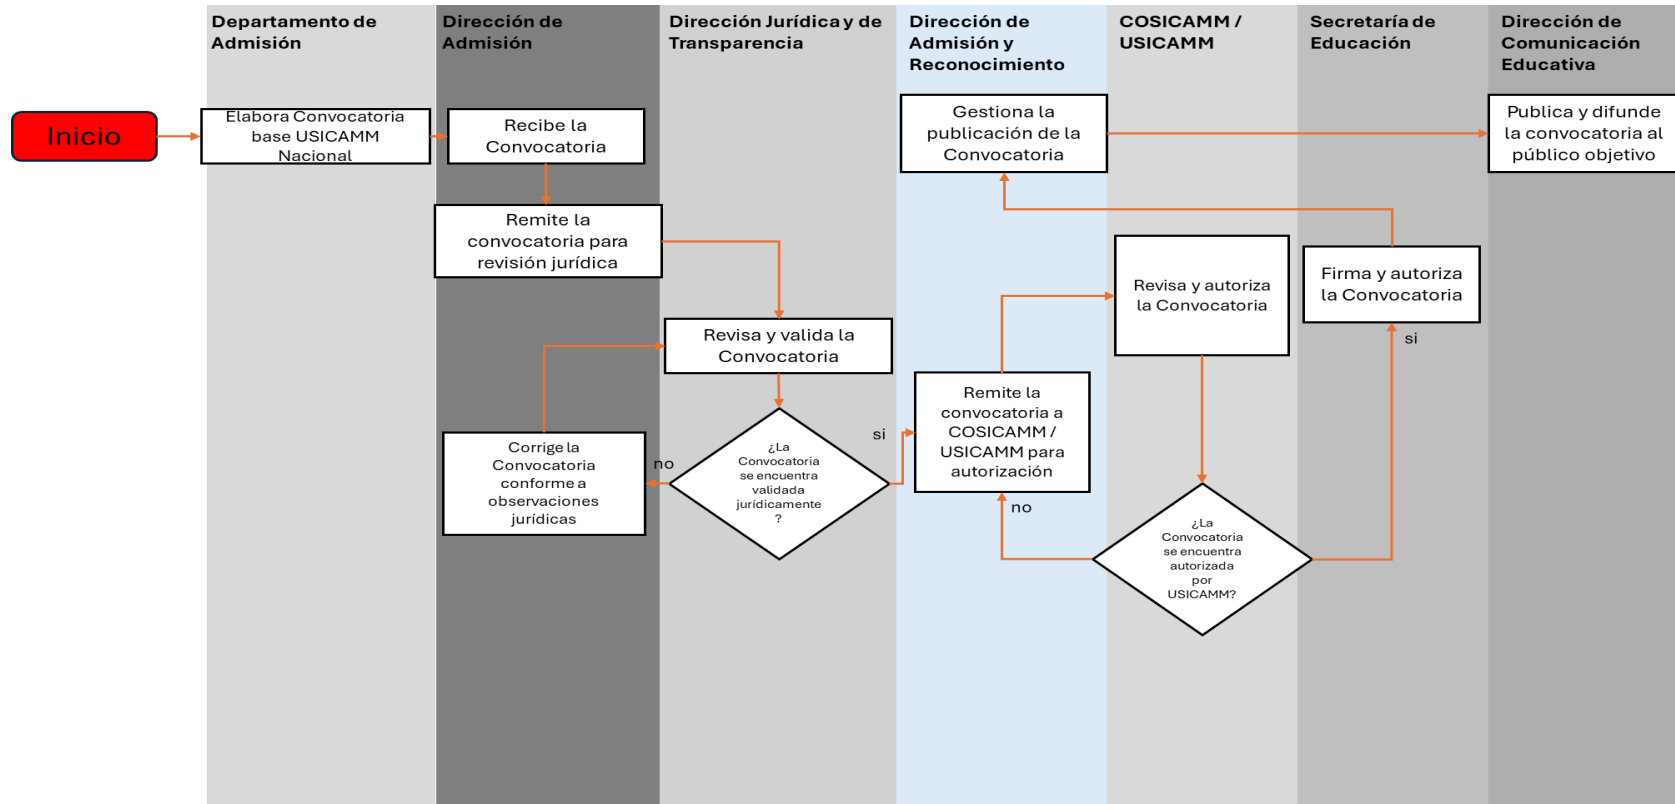 Departamento de
Admisión
Dirección de
Admisión
Dirección Jurídica y de
Transparencia
Dirección de
Admisión y
Reconocimiento
COSICAMM /
USICAMM
Secretaría de
Educación
Dirección de
Comunicación
Educativa
Inicio
Elabora Convocatoria
base USICAMM
Nacional
Recibe la
Convocatoria
Remite la
convocatoria para
revisión jurídica
Revisa y valida la
Convocatoria
¿La
Convocatoria
se encuentra
validada
jurídicamente
?
no
Corrige la
Convocatoria
conforme a
observaciones
jurídicas
si
Remite la
convocatoria a
COSICAMM /
USICAMM para
autorización
Revisa y autoriza
la Convocatoria
¿La
Convocatoria
se encuentra
autorizada
por
USICAMM?
no
si
Firma y autoriza
la Convocatoria
Gestiona la
publicación de la
Convocatoria
Publica y difunde
la convocatoria al
público objetivo